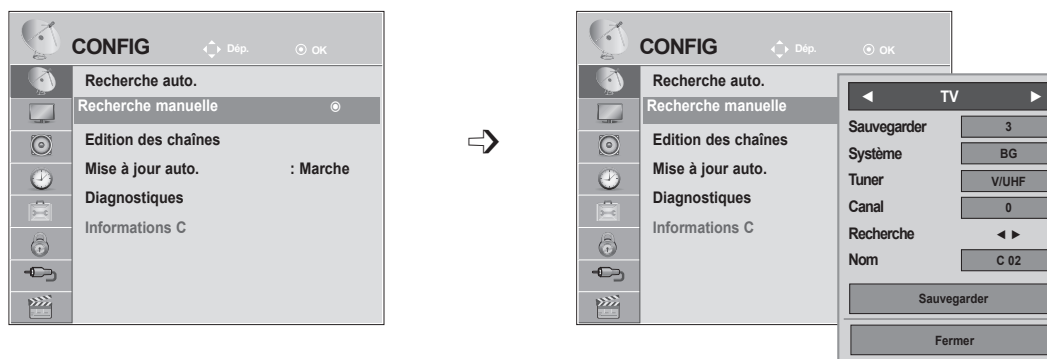 CONFIG Dép. OK
Recherche auto.
Recherche manuelle
Edition des chaînes
Mise à jour auto. : Marche
Diagnostiques
Informations C
CONFIG Dép. OK
Recherche auto.
Recherche manuelle
Edition des chaînes
Mise à jour auto.
Diagnostiques
Informations C
TV
Sauvegarder 3
Système BG
Tuner V/UHF
Canal 0
Recherche
Nom C 02
Sauvegarder
Fermer